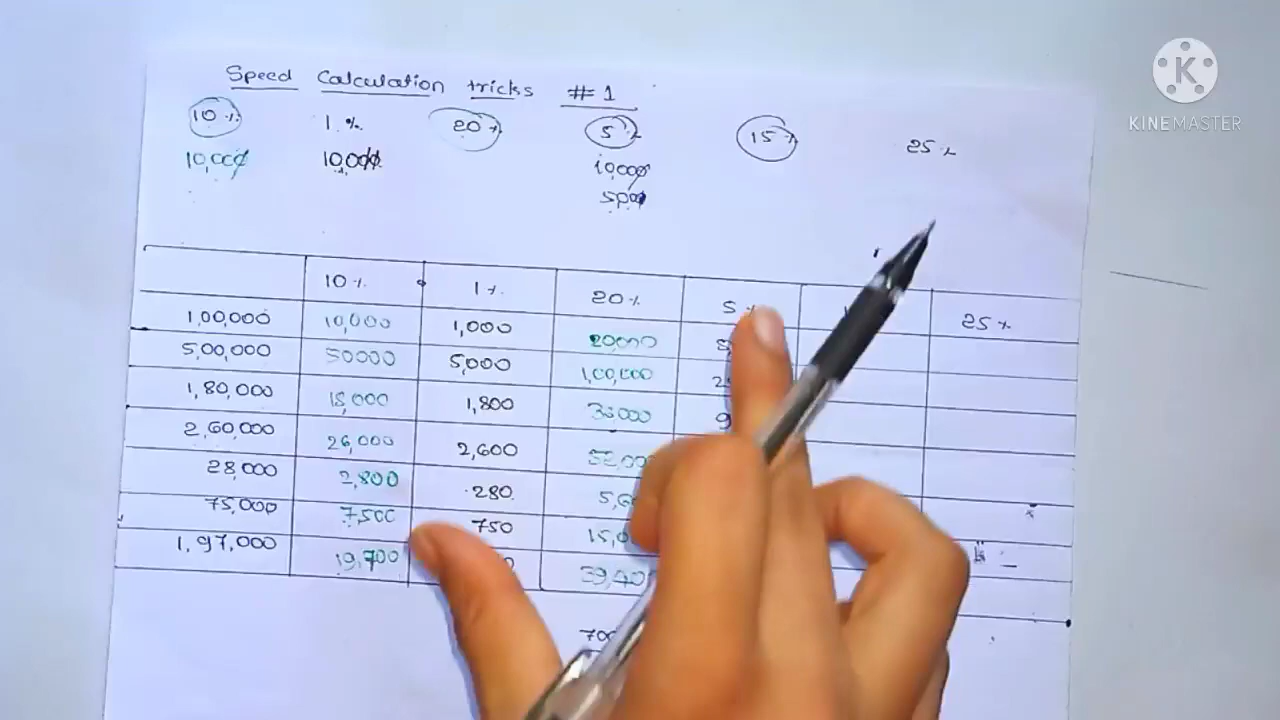 Speed Calculation tricks #1
10% 1% 20% 5% 15% 25%
10,000 10,000 10,000
500
10% 1% 20% 5% 25%
1,00,000 10,000 1,000 20,000
5,00,000 50000 5,000 1,00,000
1,80,000 18,000 1,800 36000
2,60,000 26,000 2,600
28,000 2,800 280
75,000 7,500 750
1,97,000 19,700
KINEMASTER